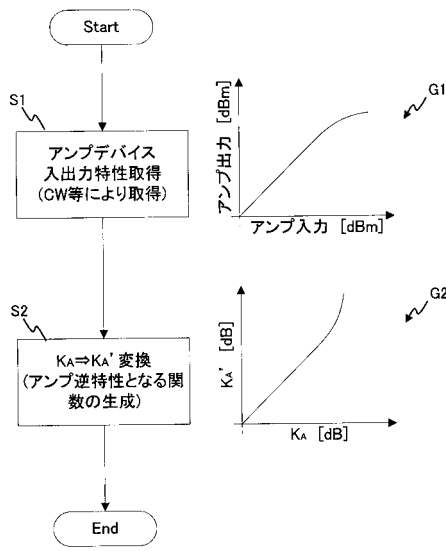 Start
S1
アンプデバイス
入出力特性取得
(CW等により取得)
アンプ出力 [dBm]
アンプ入力 [dBm]
G1
S2
KA⇒KA'変換
(アンプ逆特性となる関
数の生成)
KA' [dB]
KA [dB]
G2
End